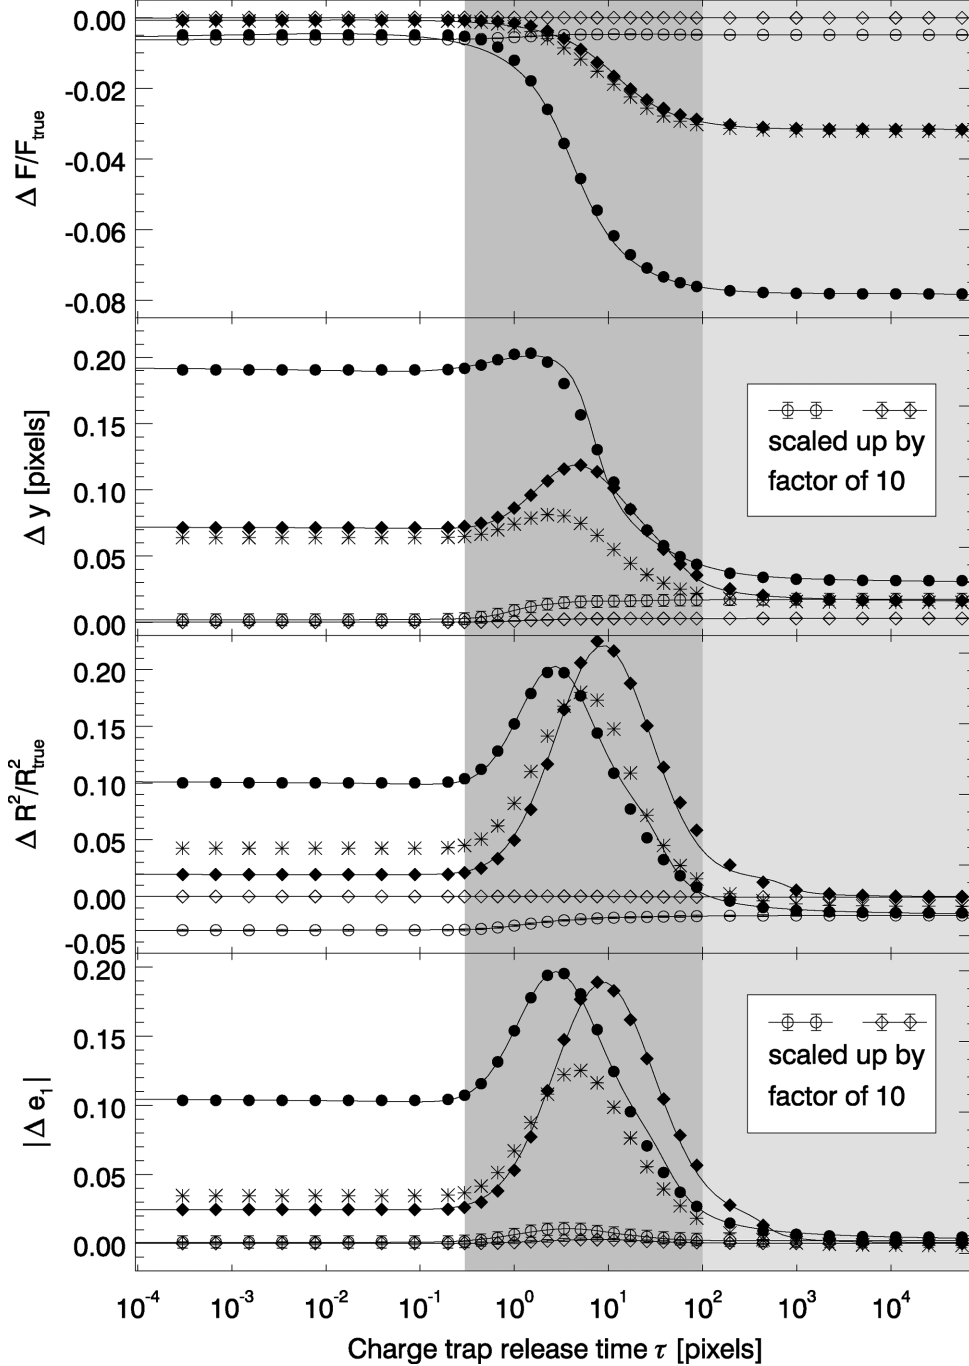 0.00
-0.02
-0.04
-0.06
-0.08
Δ F/F_true
0.20
0.15
0.10
0.05
0.00
Δ y [pixels]
scaled up by
factor of 10
0.20
0.15
0.10
0.05
0.00
-0.05
Δ R²/R²_true
0.20
0.15
0.10
0.05
0.00
|Δ e₁|
scaled up by
factor of 10
10⁻⁴ 10⁻³ 10⁻² 10⁻¹ 10⁰ 10¹ 10² 10³ 10⁴
Charge trap release time τ [pixels]